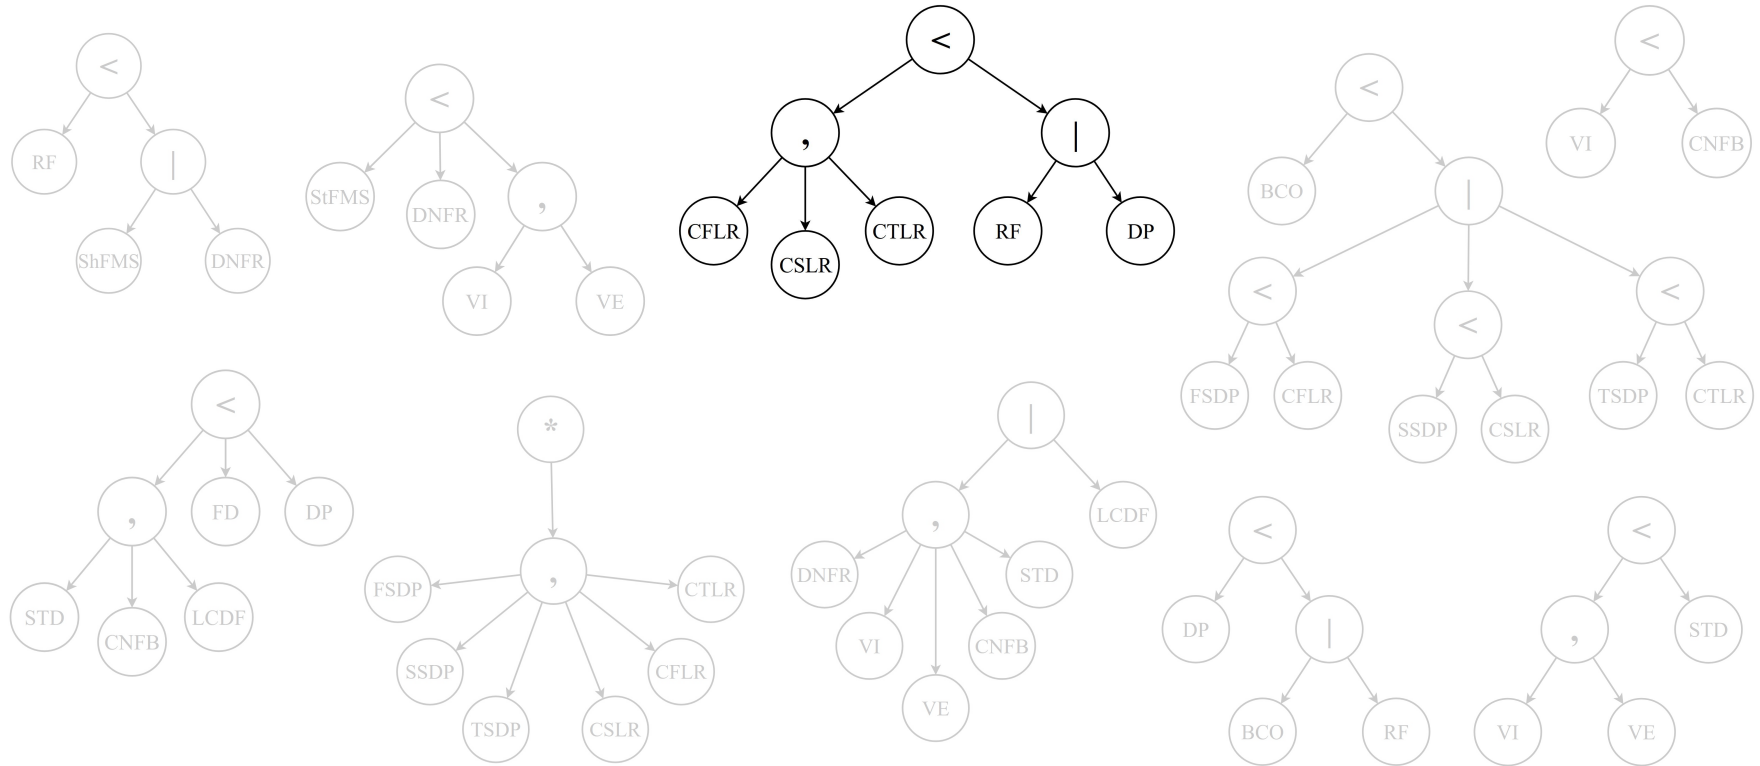 <
RF
|
ShFMS
DNFR
<
StFMS
DNFR
,
VI
VE
<
,
|
CFLR
CSLR
CTLR
RF
DP
<
BCO
|
<
<
<
FSDP
CFLR
SSDP
CSLR
TSDP
CTLR
<
VI
CNFB
<
,
FD
DP
STD
CNFB
LCDF
*
,
FSDP
SSDP
TSDP
CSLR
CFLR
CTLR
|
,
LCDF
DNFR
VI
VE
CNFB
STD
<
DP
|
BCO
RF
<
,
STD
VI
VE